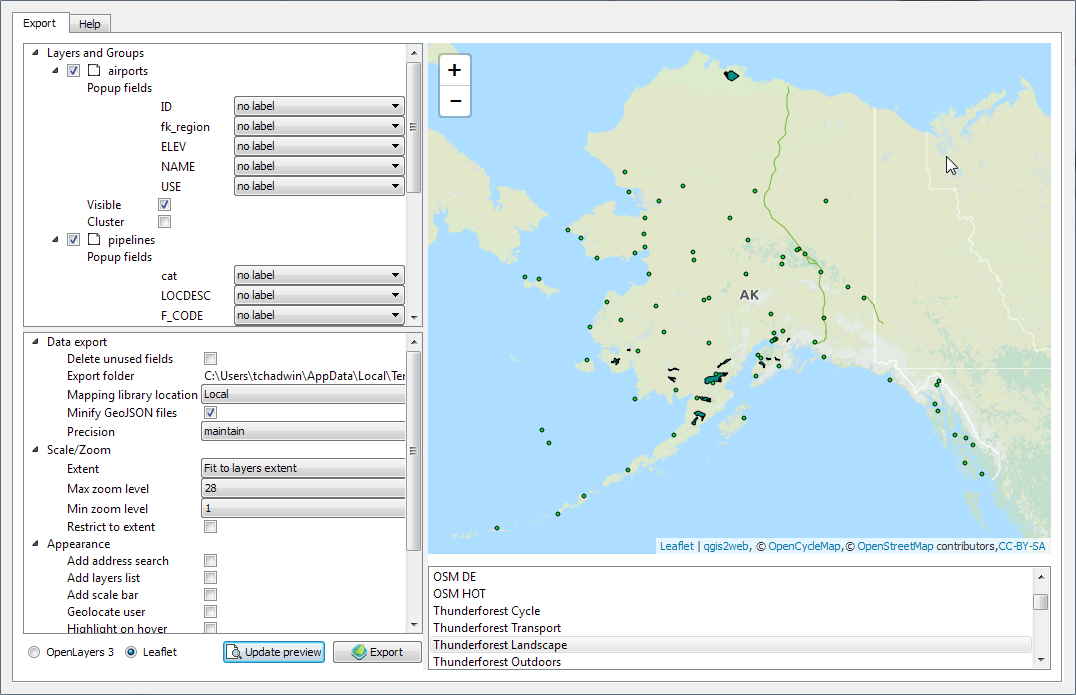 Export Help
Layers and Groups
airports
Popup fields
ID no label
fk_region no label
ELEV no label
NAME no label
USE no label
Visible
Cluster
pipelines
Popup fields
cat no label
LOCDESC no label
F_CODE no label
Data export
Delete unused fields
Export folder C:\Users\tchadwin\AppData\Local\Ter
Mapping library location Local
Minify GeoJSON files
Precision maintain
Scale/Zoom
Extent Fit to layers extent
Max zoom level 28
Min zoom level 1
Restrict to extent
Appearance
Add address search
Add layers list
Add scale bar
Geolocate user
Highlight on hover
OpenLayers 3 Leaflet Update preview Export
+
−
AK
Leaflet | qgis2web, © OpenCycleMap,© OpenStreetMap contributors,CC-BY-SA
OSM DE
OSM HOT
Thunderforest Cycle
Thunderforest Transport
Thunderforest Landscape
Thunderforest Outdoors